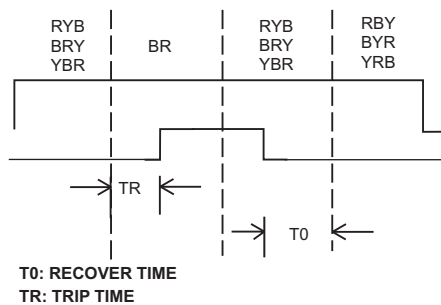 RYB
BRY
YBR
BR
RYB
BRY
YBR
RBY
BYR
YRB
TR
T0
T0: RECOVER TIME
TR: TRIP TIME